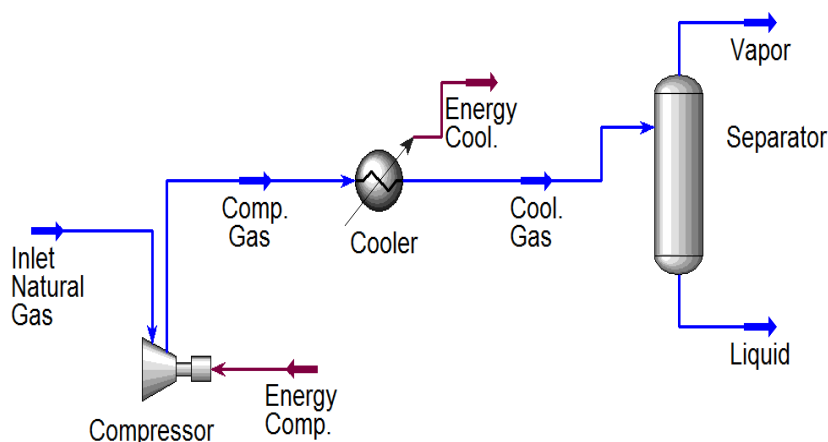 Vapor
Energy
Cool.
Separator
Comp.
Gas
Cool.
Gas
Cooler
Inlet
Natural
Gas
Liquid
Energy
Comp.
Compressor